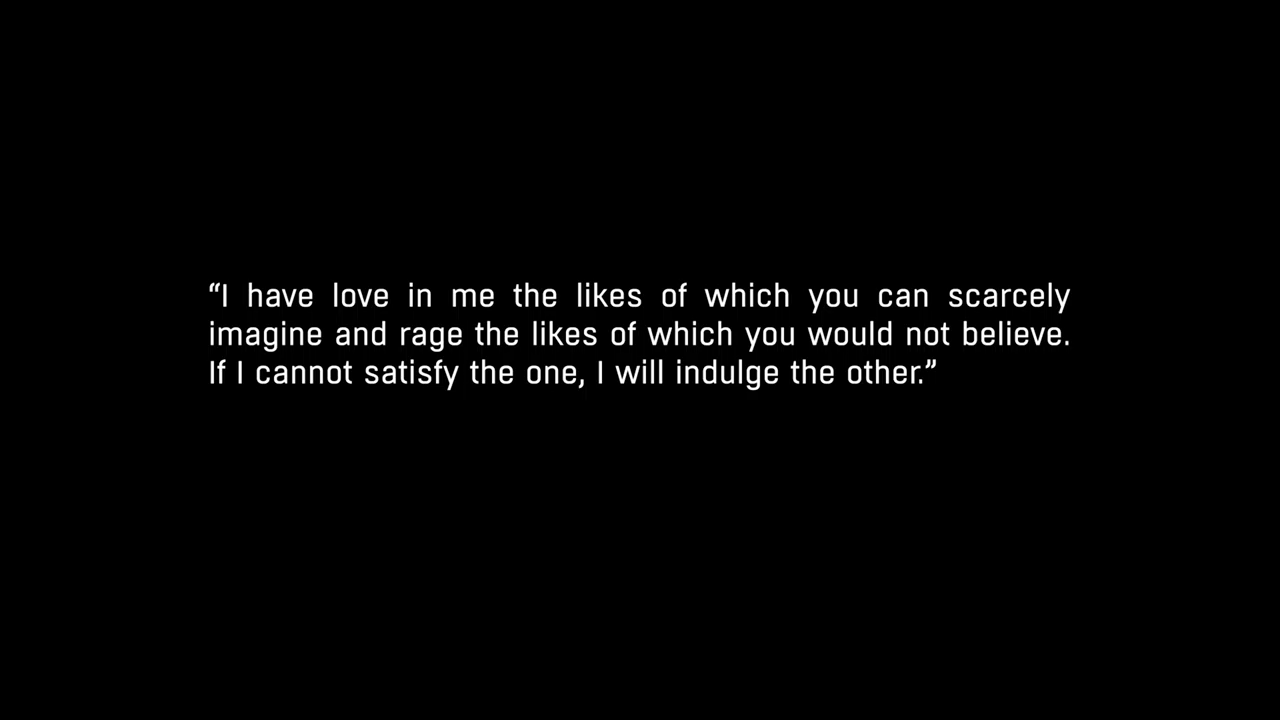 “I have love in me the likes of which you can scarcely
imagine and rage the likes of which you would not believe.
If I cannot satisfy the one, I will indulge the other.”